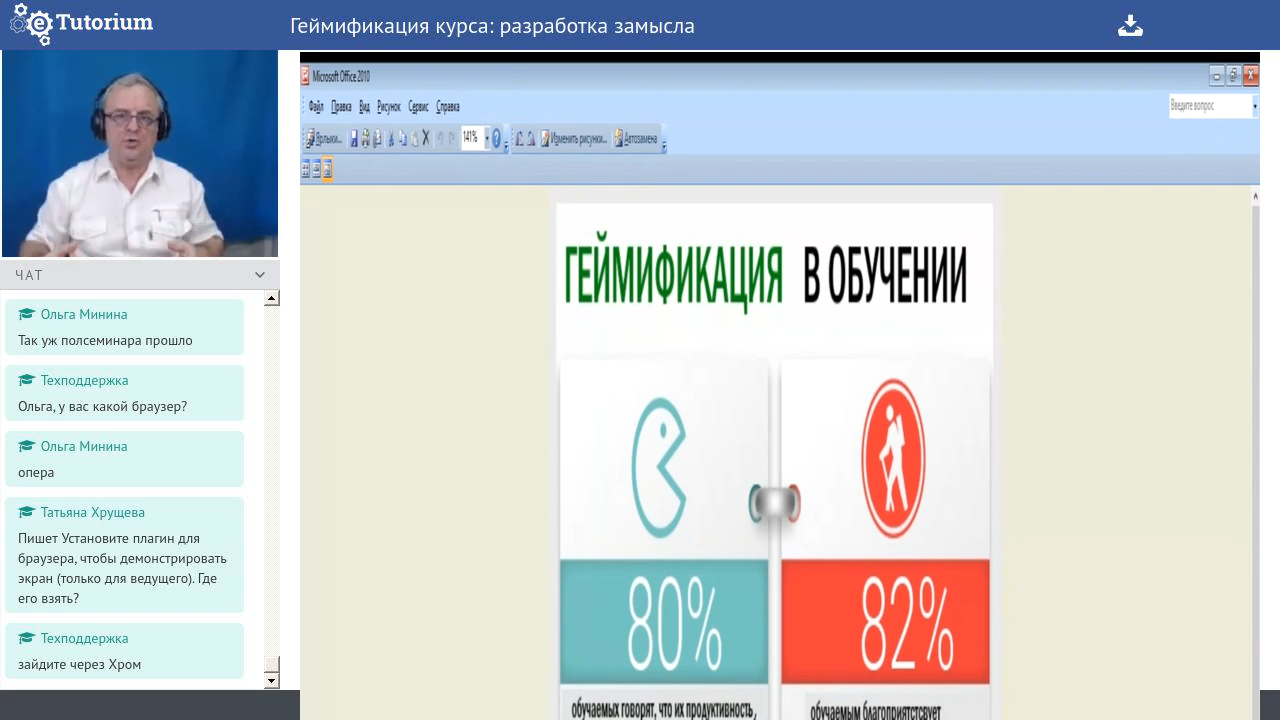 eTutorium
Геймификация курса: разработка замысла
ЧАТ
Ольга Минина
Так уж полсеминара прошло
Техподдержка
Ольга, у вас какой браузер?
Ольга Минина
опера
Татьяна Хрущева
Пишет Установите плагин для
браузера, чтобы демонстрировать
экран (только для ведущего). Где
его взять?
Техподдержка
зайдите через Хром
Microsoft Office 2010
Файл Правка Вид Рисунок Сервис Справка
Введите вопрос
Ярлыки... 141% Изменить рисунки... Автозамена
ГЕЙМИФИКАЦИЯ В ОБУЧЕНИИ
80% 82%
обучаемых говорят, что их продуктивность, обучаемым благоприятсвует